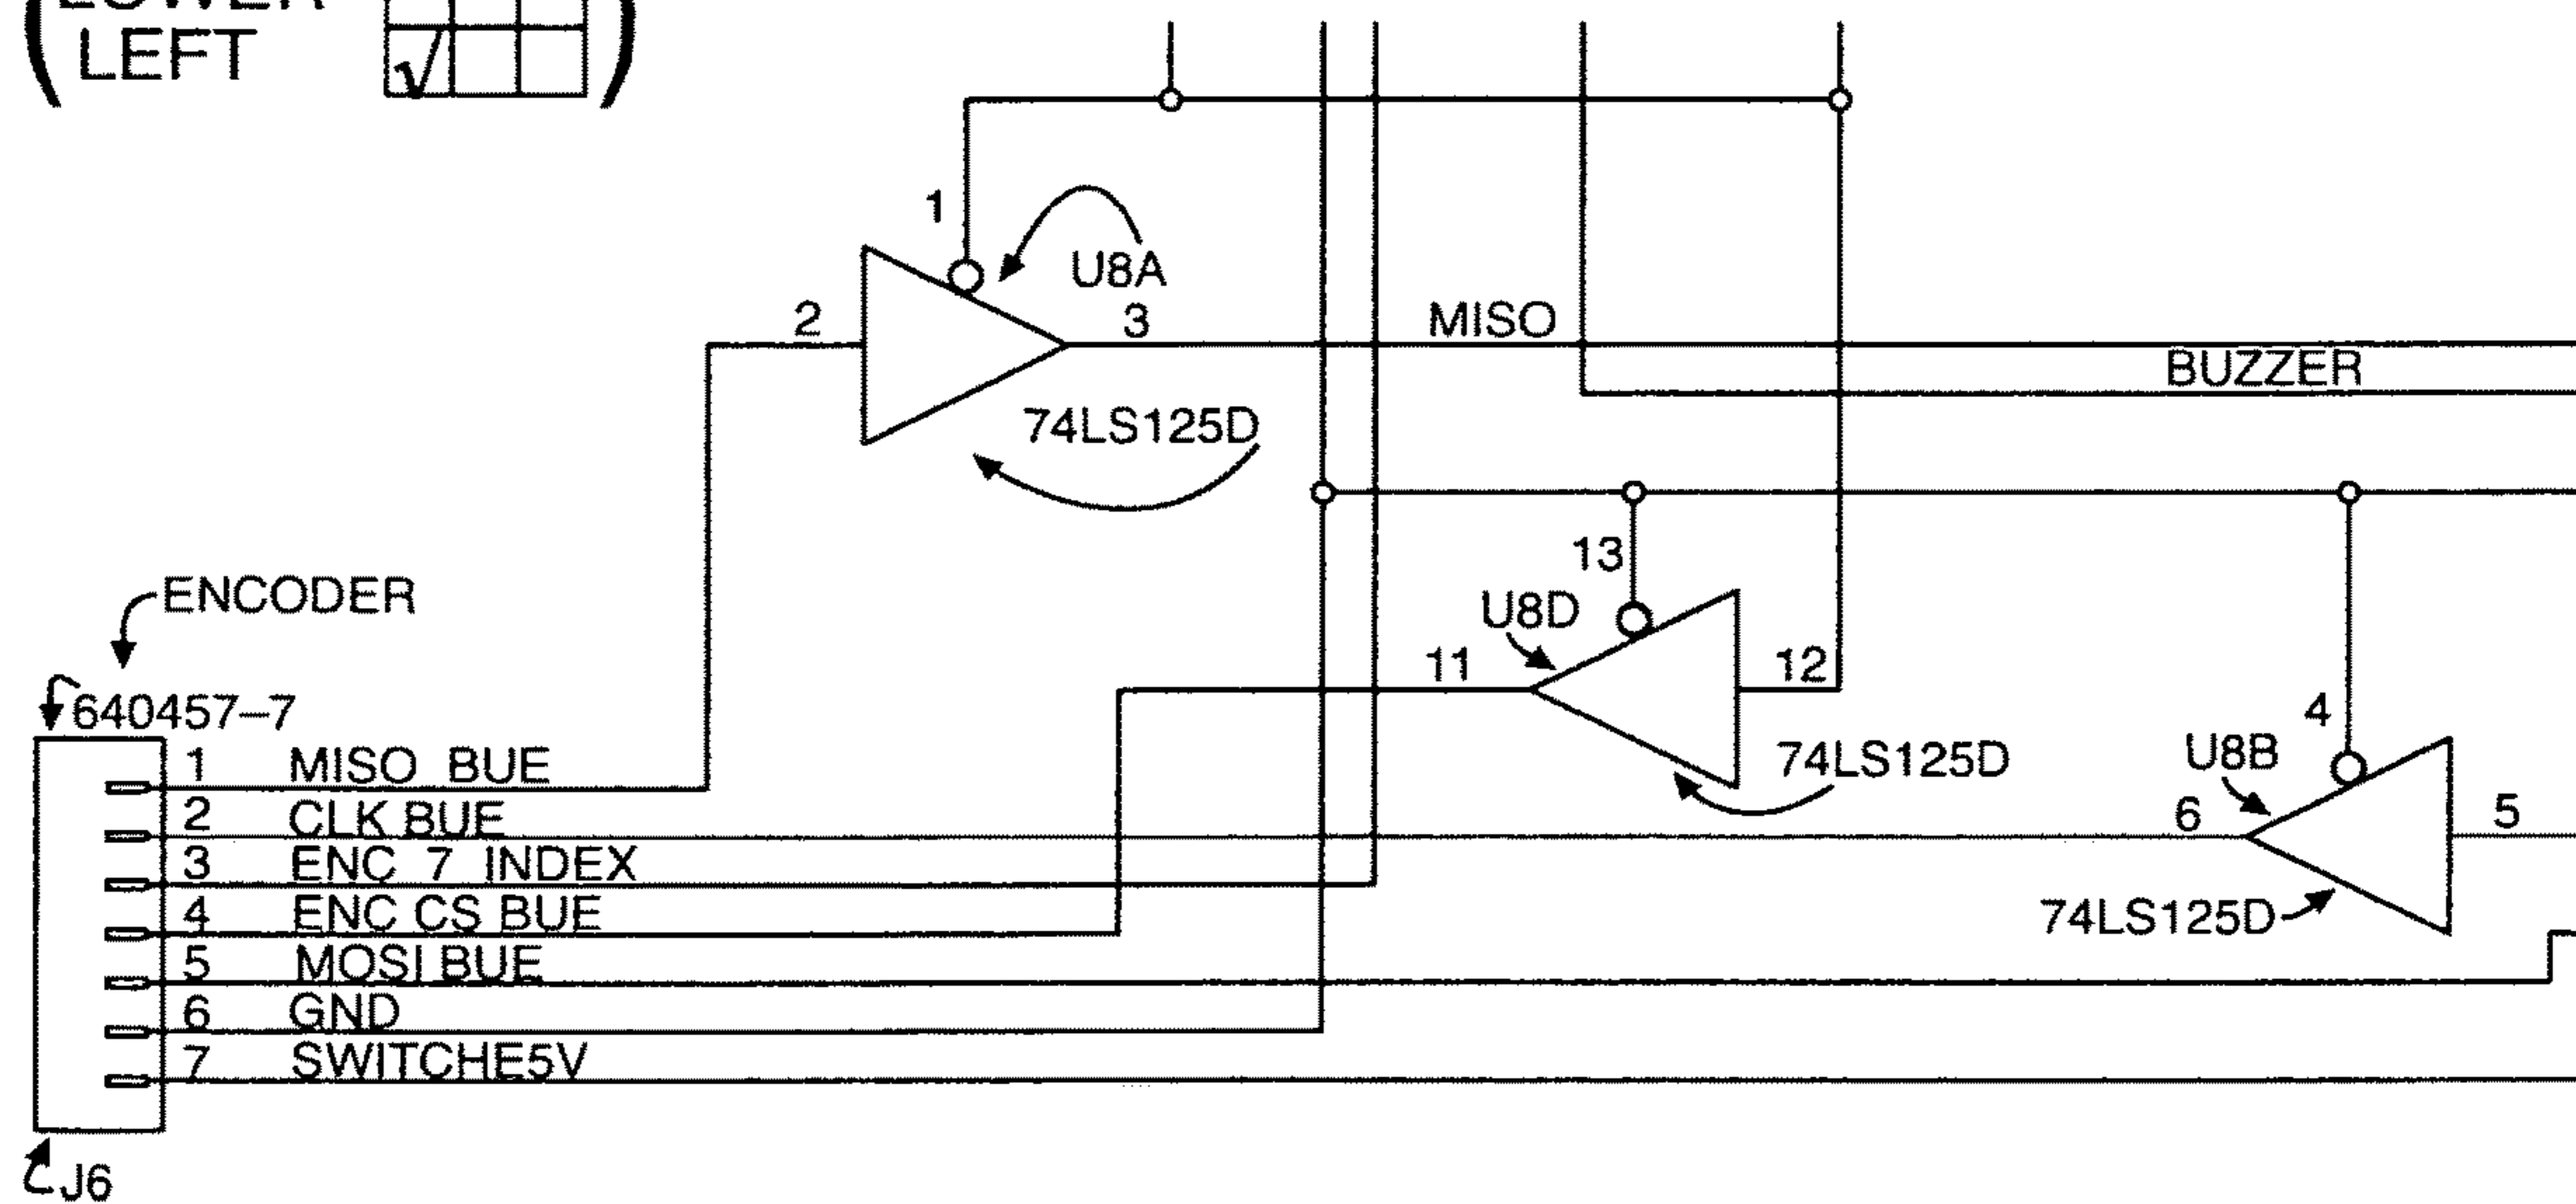 LOWER
LEFT
1
U8A
2
3
MISO
BUZZER
74LS125D
13
U8D
11
12
ENCODER
640457–7
4
U8B
74LS125D
6
5
74LS125D
1 MISO BUE
2 CLK BUE
3 ENC 7 INDEX
4 ENC CS BUE
5 MOSI BUE
6 GND
7 SWITCHE5V
J6